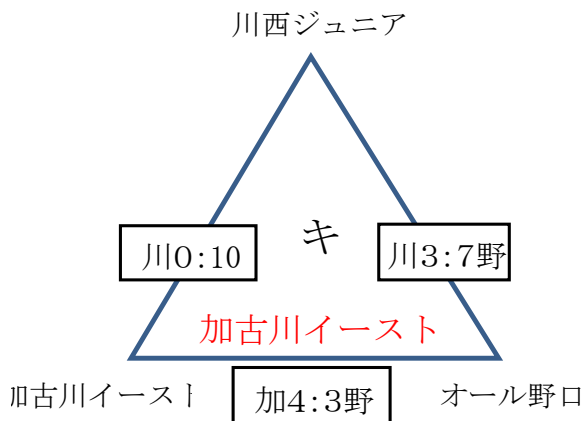 川西ジュニア
川0:10
キ
川3:7野
加古川イースト
加古川イースト
加4:3野
オール野口